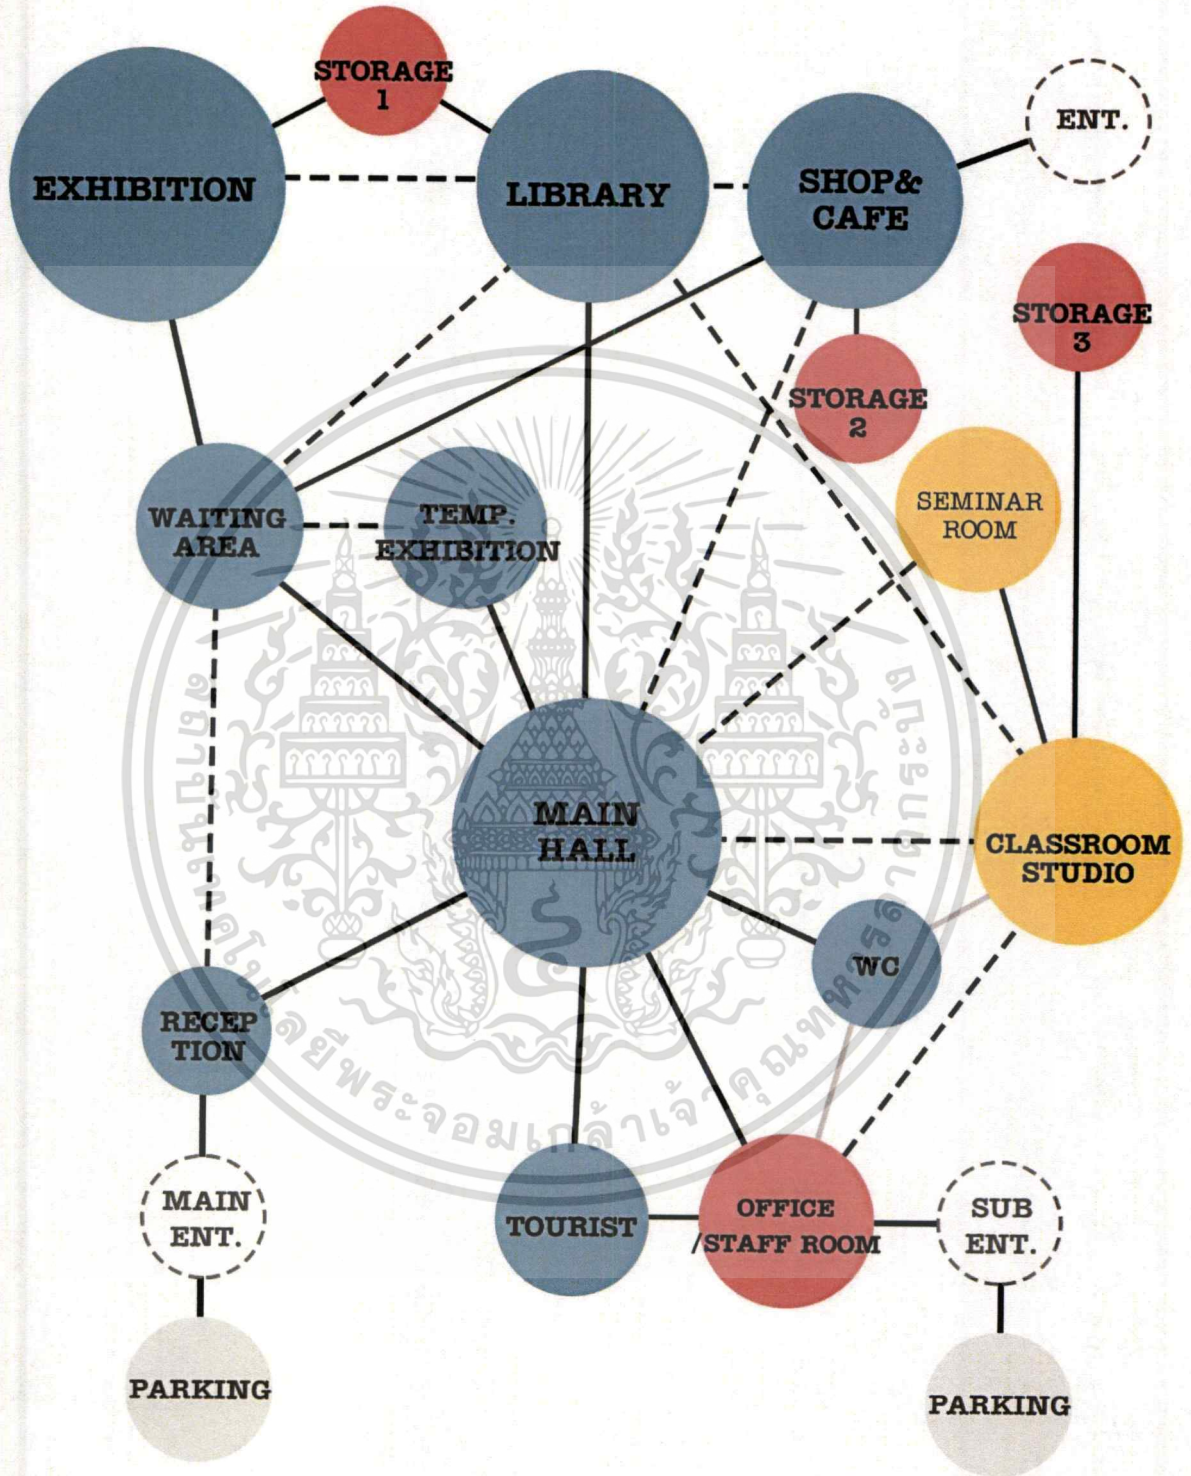 STORAGE
1
ENT.
EXHIBITION
LIBRARY
SHOP&
CAFE
STORAGE
3
STORAGE
2
SEMINAR
ROOM
WAITING
AREA
TEMP.
EXHIBITION
MAIN
HALL
CLASSROOM
STUDIO
WC
RECEP
TION
MAIN
ENT.
TOURIST
OFFICE
/STAFF ROOM
SUB
ENT.
PARKING
PARKING